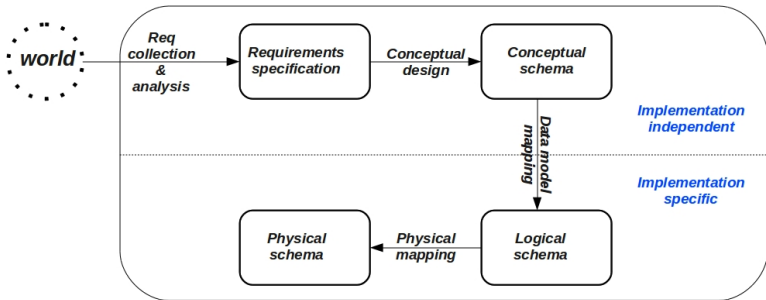 world
Req
collection
&
analysis
Requirements
specification
Conceptual
design
Conceptual
schema
Implementation
independent
Data model
mapping
Implementation
specific
Physical
schema
Physical
mapping
Logical
schema